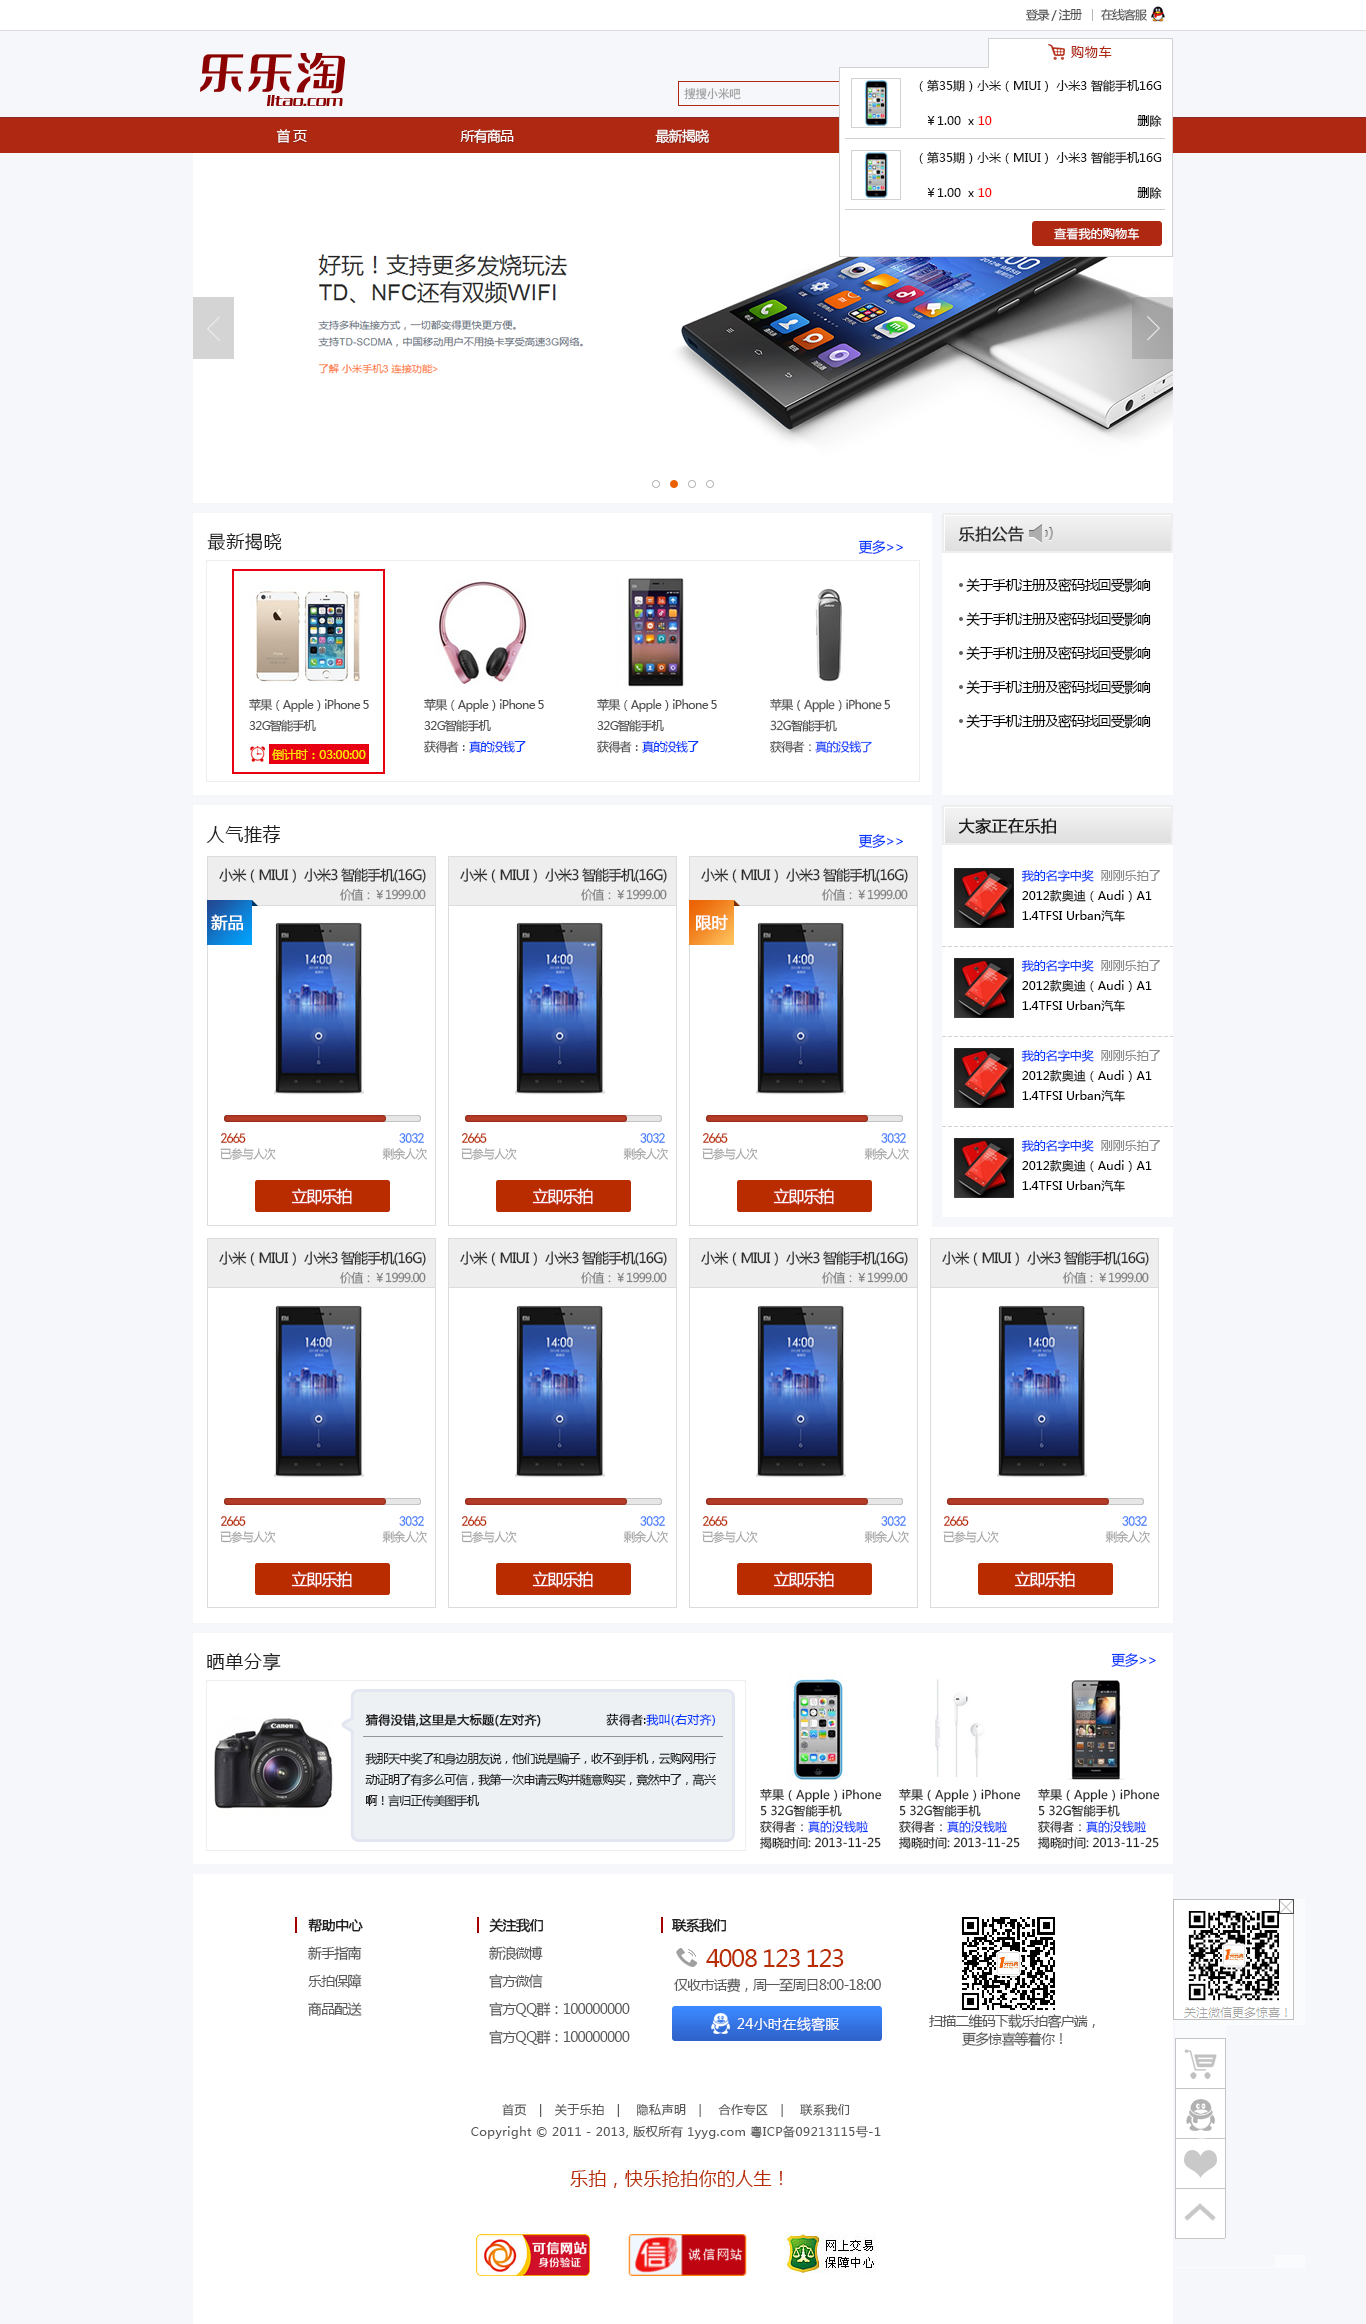 登录 / 注册 | 在线客服
乐乐淘
lltao.com
搜搜小米吧
购物车
（第35期）小米（MIUI） 小米3 智能手机16G
￥1.00 x 10 删除
（第35期）小米（MIUI） 小米3 智能手机16G
￥1.00 x 10 删除
查看我的购物车
首 页 所有商品 最新揭晓
好玩！支持更多发烧玩法
TD、NFC还有双频WIFI
支持多种连接方式，一切都变得更快更方便。
支持TD-SCDMA，中国移动用户不用换卡享受高速3G网络。
了解 小米手机3 连接功能>
最新揭晓 更多>>
苹果（Apple）iPhone 5
32G智能手机
倒计时：03:00:00
苹果（Apple）iPhone 5
32G智能手机
获得者：真的没钱了
苹果（Apple）iPhone 5
32G智能手机
获得者：真的没钱了
苹果（Apple）iPhone 5
32G智能手机
获得者：真的没钱了
乐拍公告
• 关于手机注册及密码找回受影响
• 关于手机注册及密码找回受影响
• 关于手机注册及密码找回受影响
• 关于手机注册及密码找回受影响
• 关于手机注册及密码找回受影响
人气推荐 更多>>
小米（MIUI） 小米3 智能手机(16G)
价值：￥1999.00
新品
14:00
2665 3032
已参与人次 剩余人次
立即乐拍
小米（MIUI） 小米3 智能手机(16G)
价值：￥1999.00
14:00
2665 3032
已参与人次 剩余人次
立即乐拍
小米（MIUI） 小米3 智能手机(16G)
价值：￥1999.00
限时
14:00
2665 3032
已参与人次 剩余人次
立即乐拍
大家正在乐拍
我的名字中奖 刚刚乐拍了
2012款奥迪（Audi）A1
1.4TFSI Urban汽车
我的名字中奖 刚刚乐拍了
2012款奥迪（Audi）A1
1.4TFSI Urban汽车
我的名字中奖 刚刚乐拍了
2012款奥迪（Audi）A1
1.4TFSI Urban汽车
我的名字中奖 刚刚乐拍了
2012款奥迪（Audi）A1
1.4TFSI Urban汽车
小米（MIUI） 小米3 智能手机(16G)
价值：￥1999.00
14:00
2665 3032
已参与人次 剩余人次
立即乐拍
小米（MIUI） 小米3 智能手机(16G)
价值：￥1999.00
14:00
2665 3032
已参与人次 剩余人次
立即乐拍
小米（MIUI） 小米3 智能手机(16G)
价值：￥1999.00
14:00
2665 3032
已参与人次 剩余人次
立即乐拍
小米（MIUI） 小米3 智能手机(16G)
价值：￥1999.00
14:00
2665 3032
已参与人次 剩余人次
立即乐拍
晒单分享 更多>>
Canon
猜得没错,这里是大标题(左对齐) 获得者:我叫(右对齐)
我那天中奖了和身边朋友说，他们说是骗子，收不到手机，云购网用行
动证明了有多么可信，我第一次申请云购并随意购买，竟然中了，高兴
啊！言归正传美图手机
苹果（Apple）iPhone
5 32G智能手机
获得者：真的没钱啦
揭晓时间: 2013-11-25
苹果（Apple）iPhone
5 32G智能手机
获得者：真的没钱啦
揭晓时间: 2013-11-25
苹果（Apple）iPhone
5 32G智能手机
获得者：真的没钱啦
揭晓时间: 2013-11-25
帮助中心
新手指南
乐拍保障
商品配送
关注我们
新浪微博
官方微信
官方QQ群：100000000
官方QQ群：100000000
联系我们
4008 123 123
仅收市话费，周一至周日8:00-18:00
24小时在线客服
扫描二维码下载乐拍客户端，
更多惊喜等着你！
关注微信更多惊喜！
首页 | 关于乐拍 | 隐私声明 | 合作专区 | 联系我们
Copyright © 2011 - 2013, 版权所有 1yyg.com 粤ICP备09213115号-1
乐拍，快乐抢拍你的人生！
可信网站
身份验证
信 诚信网站
网上交易
保障中心